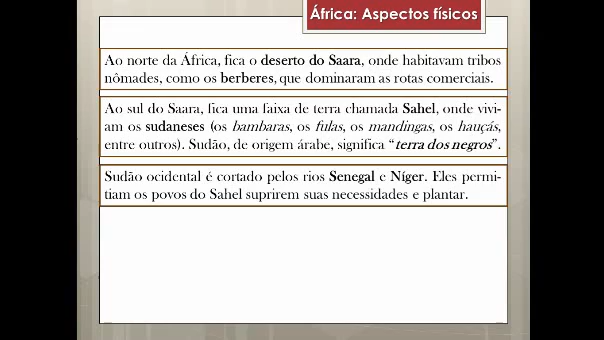 África: Aspectos físicos
Ao norte da África, fica o deserto do Saara, onde habitavam tribos
nômades, como os berberes, que dominaram as rotas comerciais.
Ao sul do Saara, fica uma faixa de terra chamada Sahel, onde vivi-
am os sudaneses (os bambaras, os fulas, os mandingas, os hauçás,
entre outros). Sudão, de origem árabe, significa “terra dos negros”.
Sudão ocidental é cortado pelos rios Senegal e Níger. Eles permi-
tiam os povos do Sahel suprirem suas necessidades e plantar.